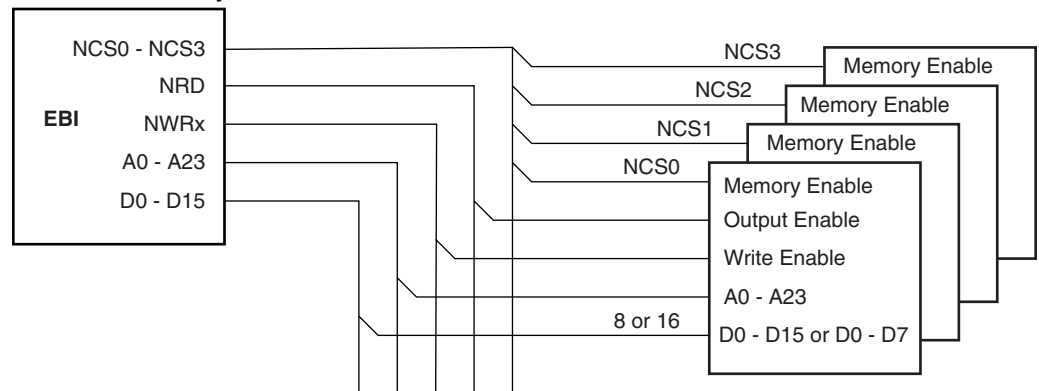 NCS0 - NCS3
NRD
EBI
NWRx
A0 - A23
D0 - D15
NCS3
Memory Enable
NCS2
Memory Enable
NCS1
Memory Enable
NCS0
Memory Enable
Output Enable
Write Enable
A0 - A23
8 or 16
D0 - D15 or D0 - D7